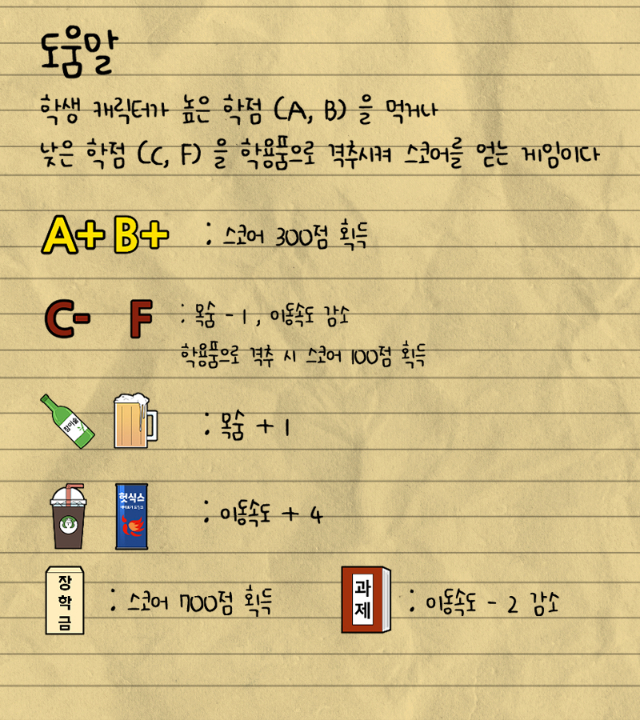 도움말
학생 캐릭터가 높은 학점 (A, B) 을 먹거나
낮은 학점 (C, F) 을 학용품으로 격추시켜 스코어를 얻는 게임이다
A+ B+ : 스코어 300점 획득
C- F : 목숨 - 1 , 이동속도 감소
학용품으로 격추 시 스코어 100점 획득
: 목숨 + 1
핫식스
: 이동속도 + 4
장학금 : 스코어 700점 획득
과제 : 이동속도 - 2 감소